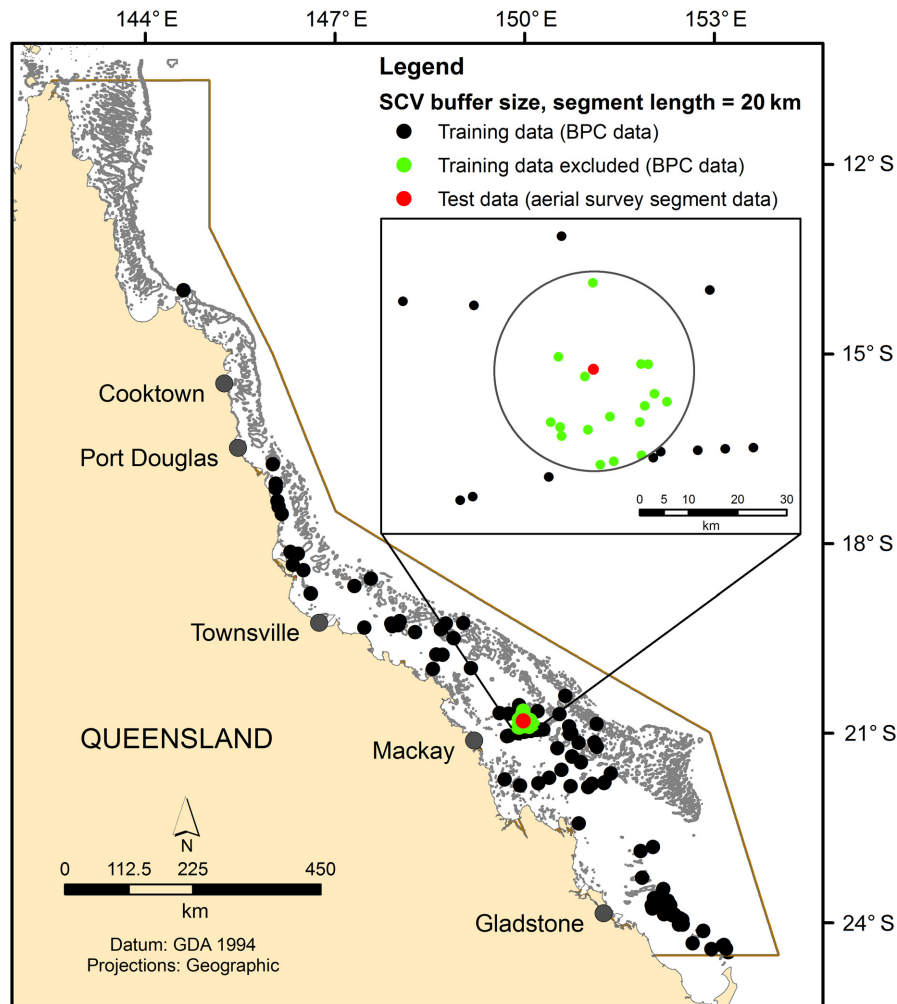 144° E 147° E 150° E 153° E
Legend
SCV buffer size, segment length = 20 km
Training data (BPC data)
Training data excluded (BPC data)
Test data (aerial survey segment data)
12° S
0 5 10 20 30
km
15° S
Cooktown
Port Douglas
18° S
Townsville
QUEENSLAND
Mackay
21° S
N
0 112.5 225 450
km
Gladstone
24° S
Datum: GDA 1994
Projections: Geographic